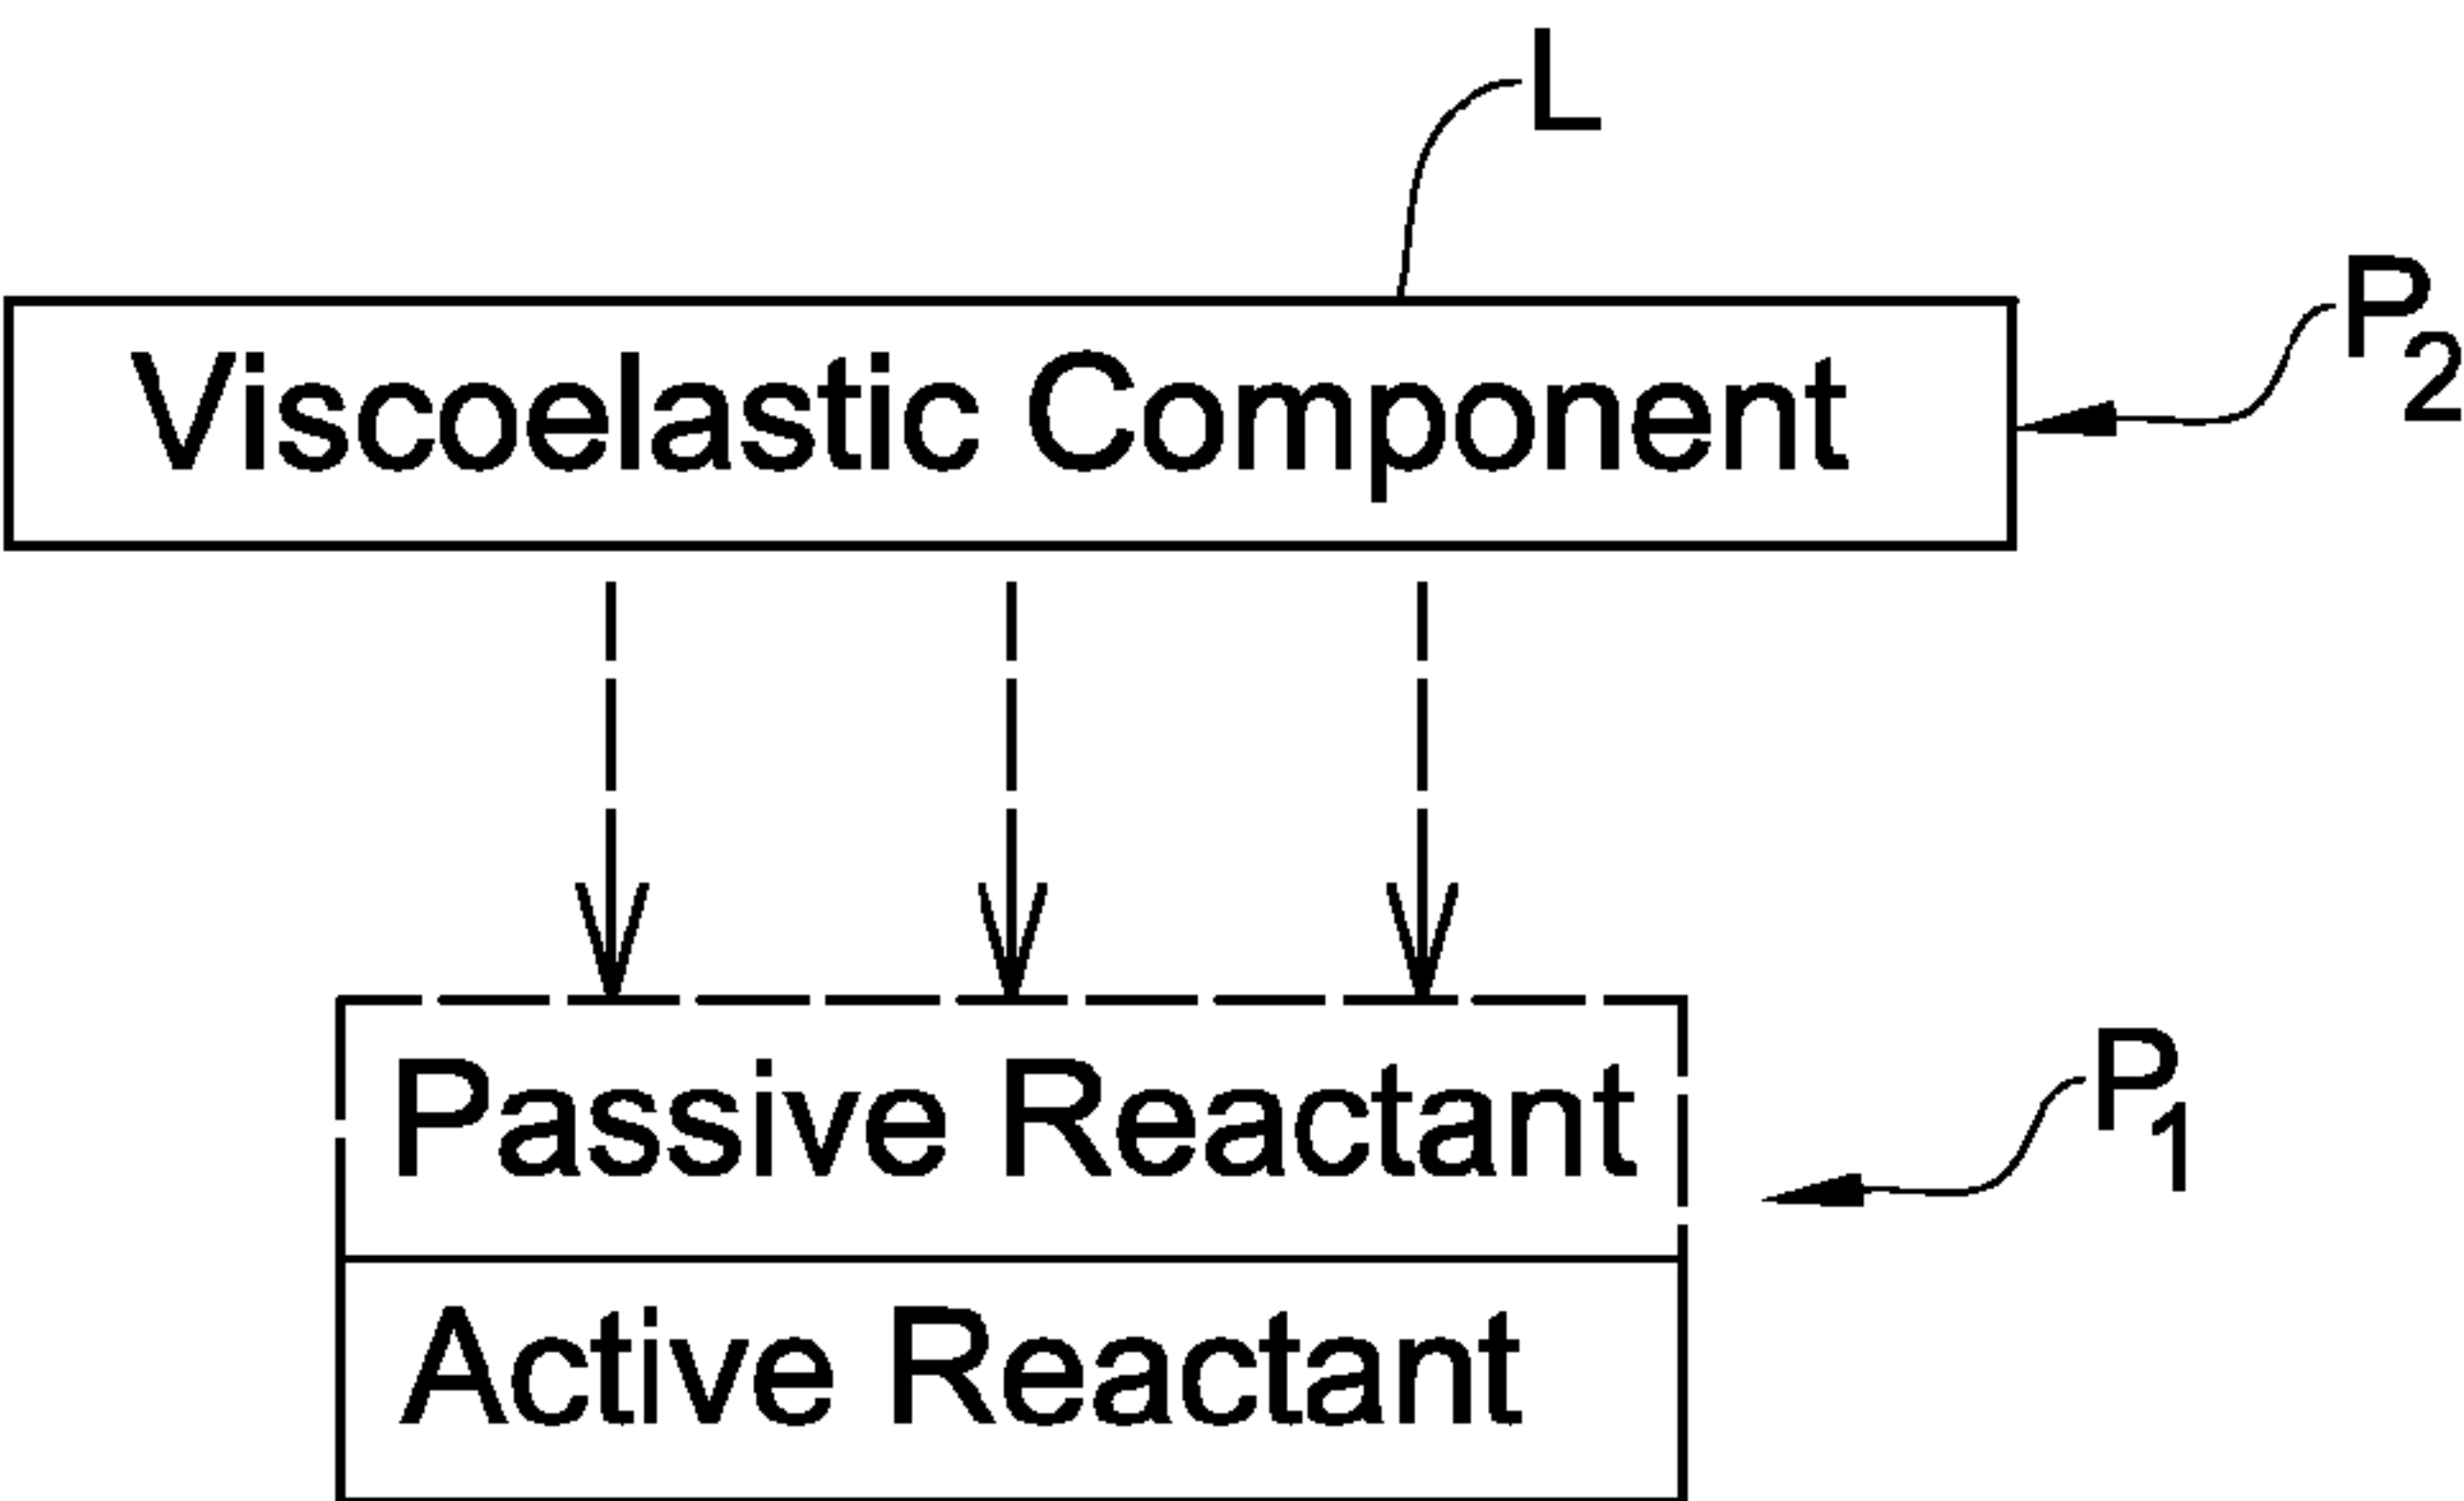 L
P2
Viscoelastic Component
P1
Passive Reactant
Active Reactant